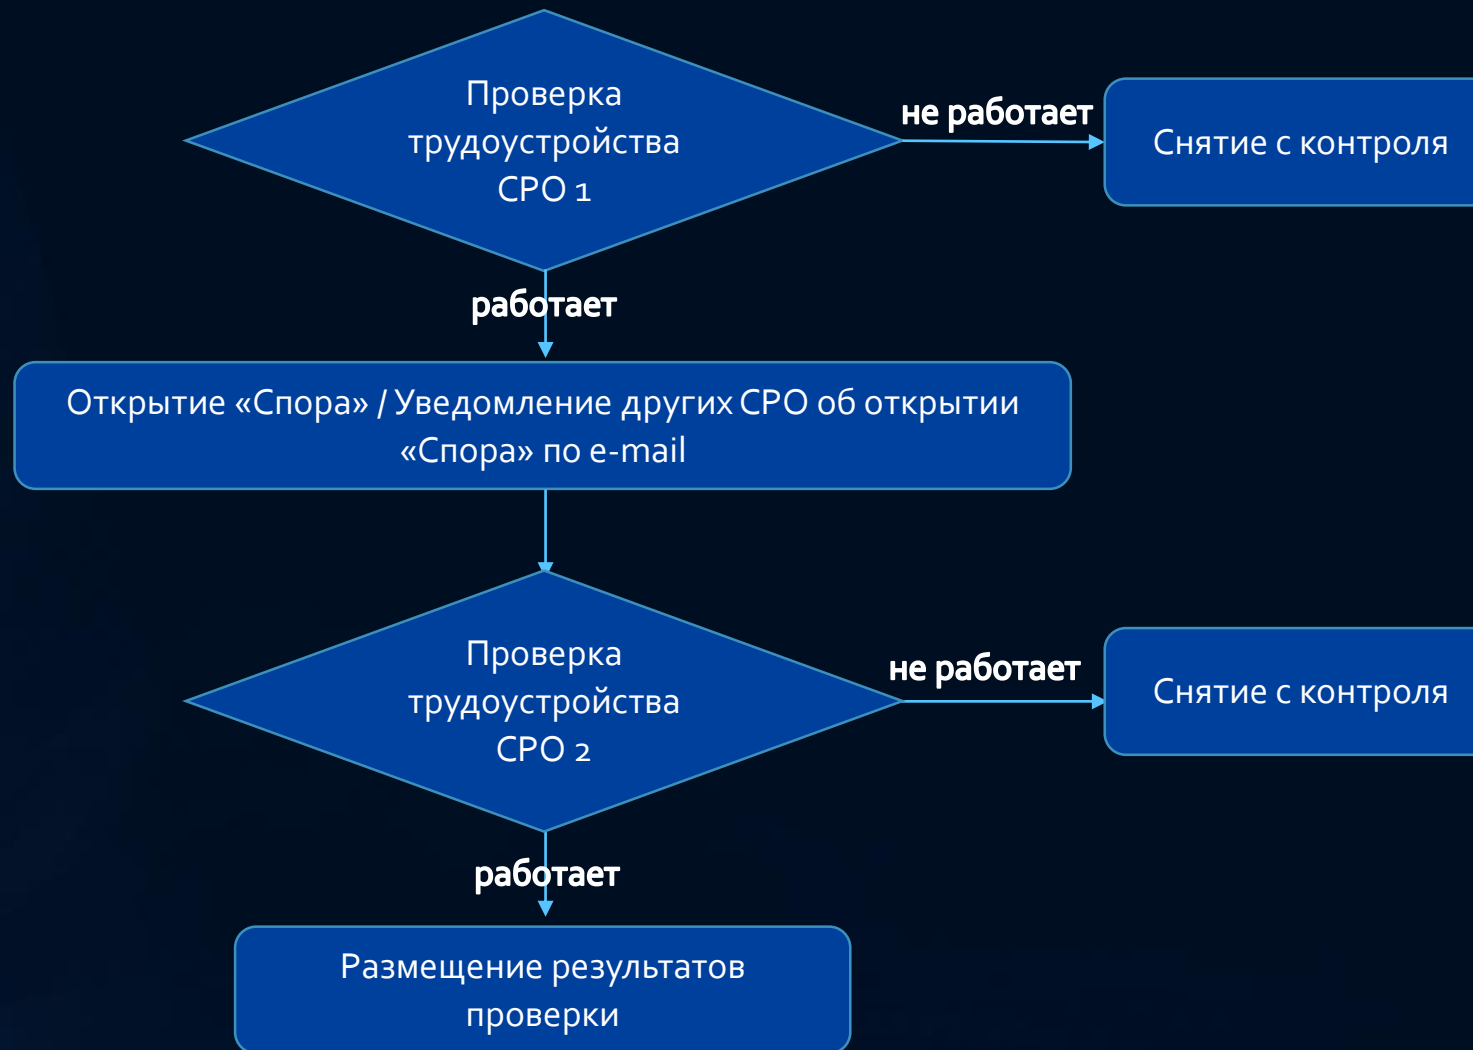 Проверка
трудоустройства
СРО 1
не работает
Снятие с контроля
работает
Открытие «Спора» / Уведомление других СРО об открытии
«Спора» по e-mail
Проверка
трудоустройства
СРО 2
не работает
Снятие с контроля
работает
Размещение результатов
проверки